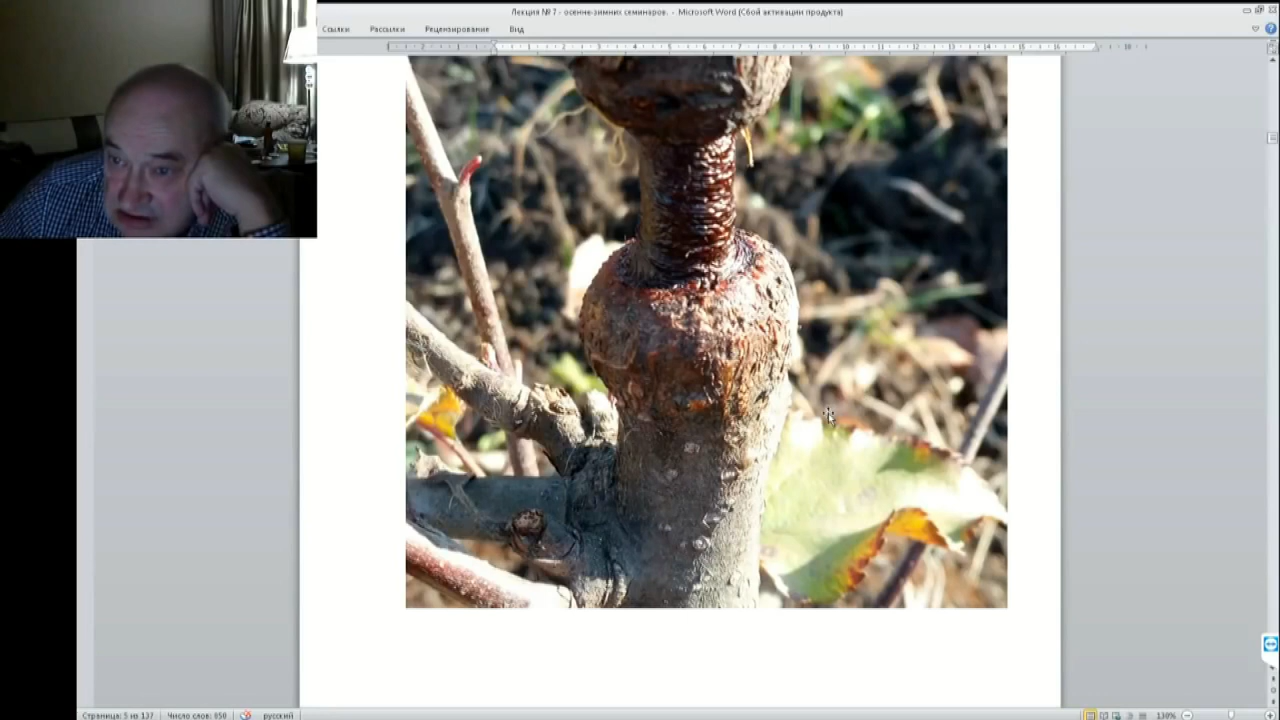 Лекция № 7 - осенне-зимних семинаров. - Microsoft Word (Сбой активации продукта)
Ссылки Рассылки Рецензирование Вид
Страница: 5 из 137 Число слов: 650 русский 130%